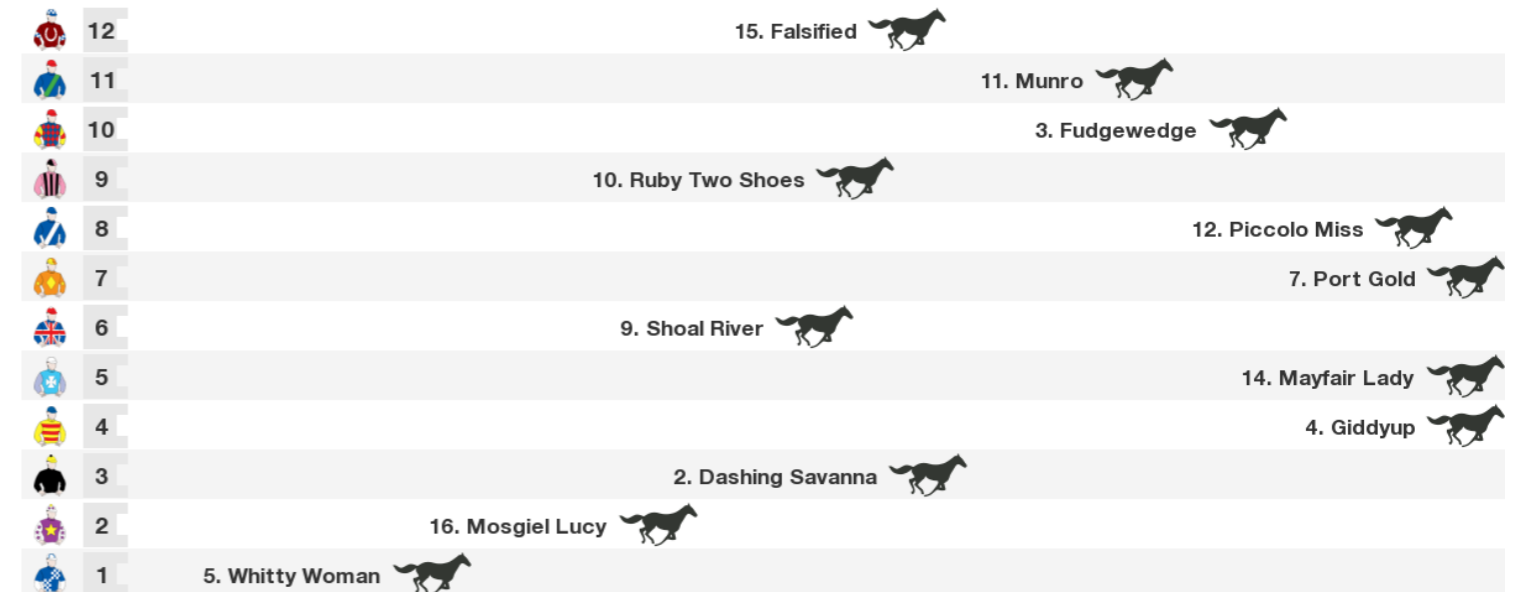 12 15. Falsified
11 11. Munro
10 3. Fudgewedge
9 10. Ruby Two Shoes
8 12. Piccolo Miss
7 7. Port Gold
6 9. Shoal River
5 14. Mayfair Lady
4 4. Giddyup
3 2. Dashing Savanna
2 16. Mosgiel Lucy
1 5. Whitty Woman